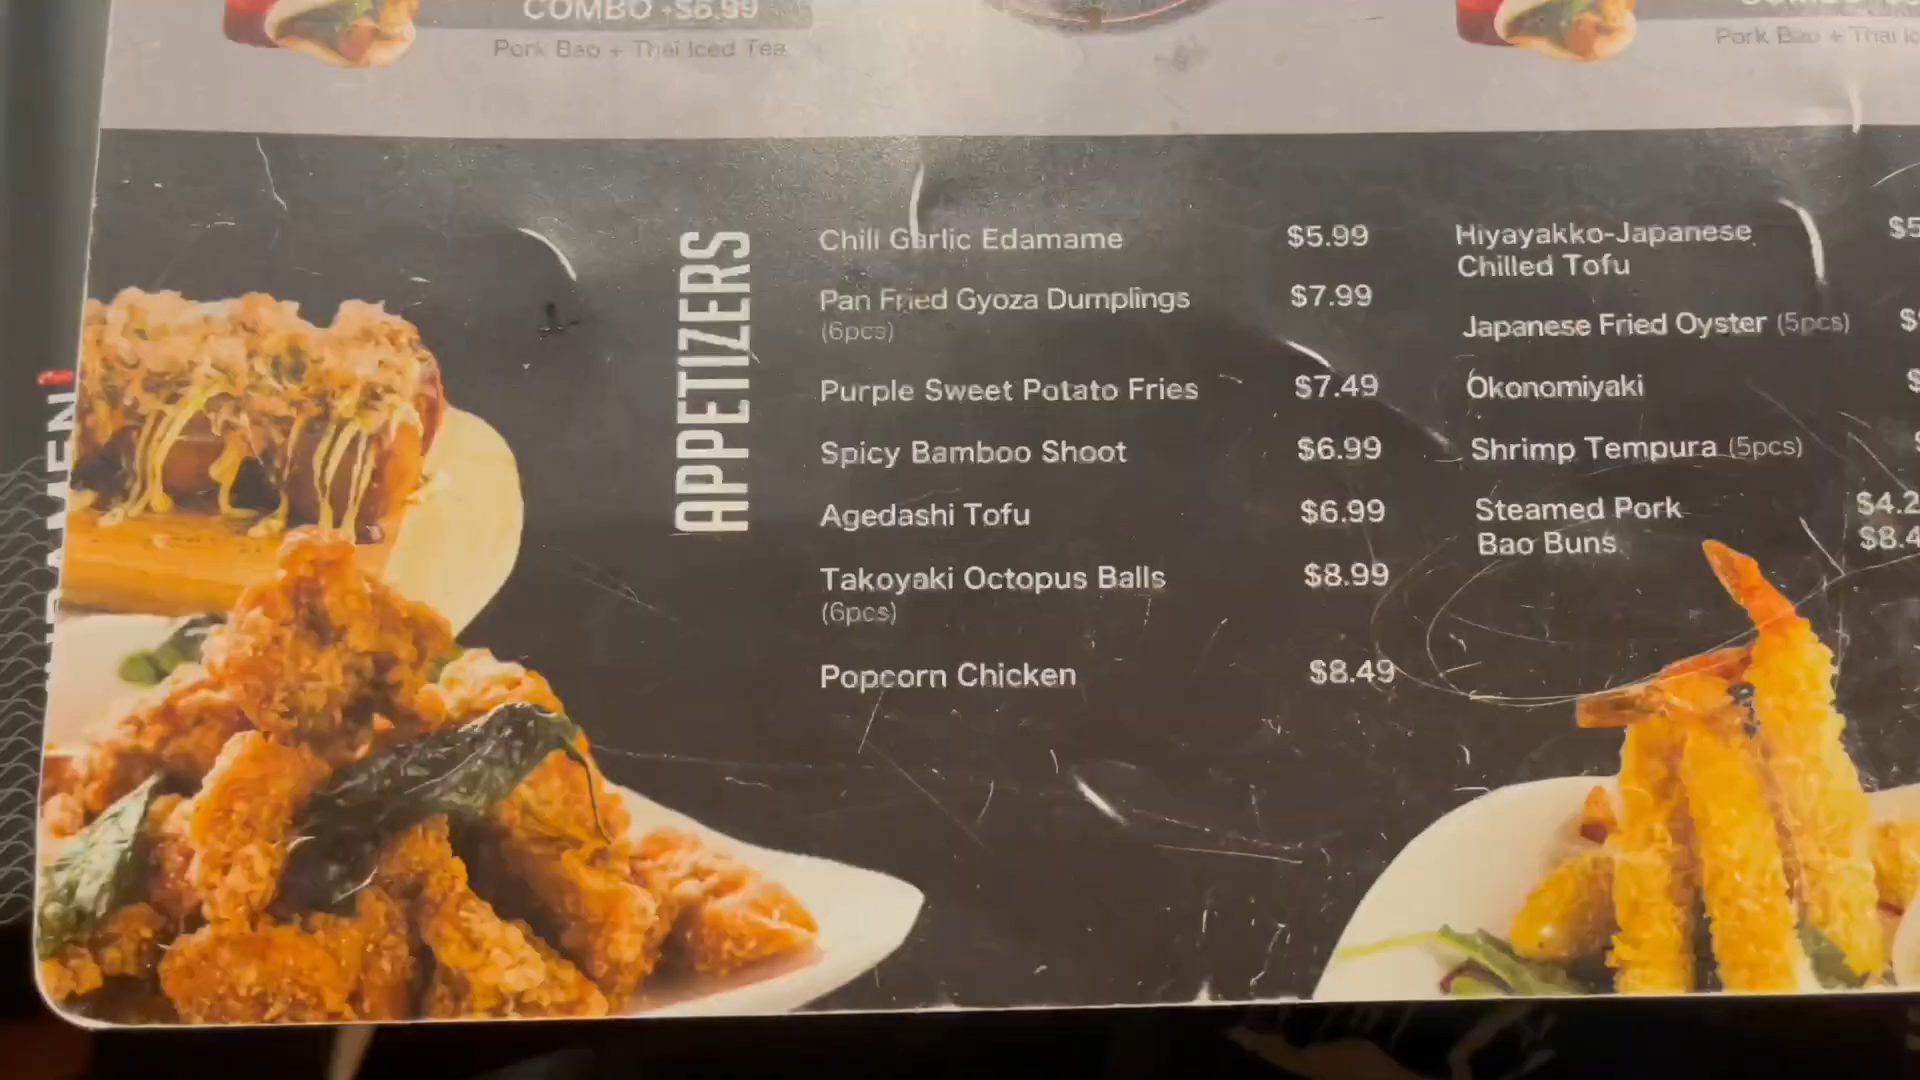 COMBO +$6.99
Pork Bao + Thai Iced Tea
Pork Bao + Thai
RAMEN
APPETIZERS
Chili Garlic Edamame $5.99
Pan Fried Gyoza Dumplings $7.99
(6pcs)
Purple Sweet Potato Fries $7.49
Spicy Bamboo Shoot $6.99
Agedashi Tofu $6.99
Takoyaki Octopus Balls $8.99
(6pcs)
Popcorn Chicken $8.49
Hiyayakko-Japanese
Chilled Tofu
Japanese Fried Oyster (5pcs)
Okonomiyaki
Shrimp Tempura (5pcs)
Steamed Pork
Bao Buns